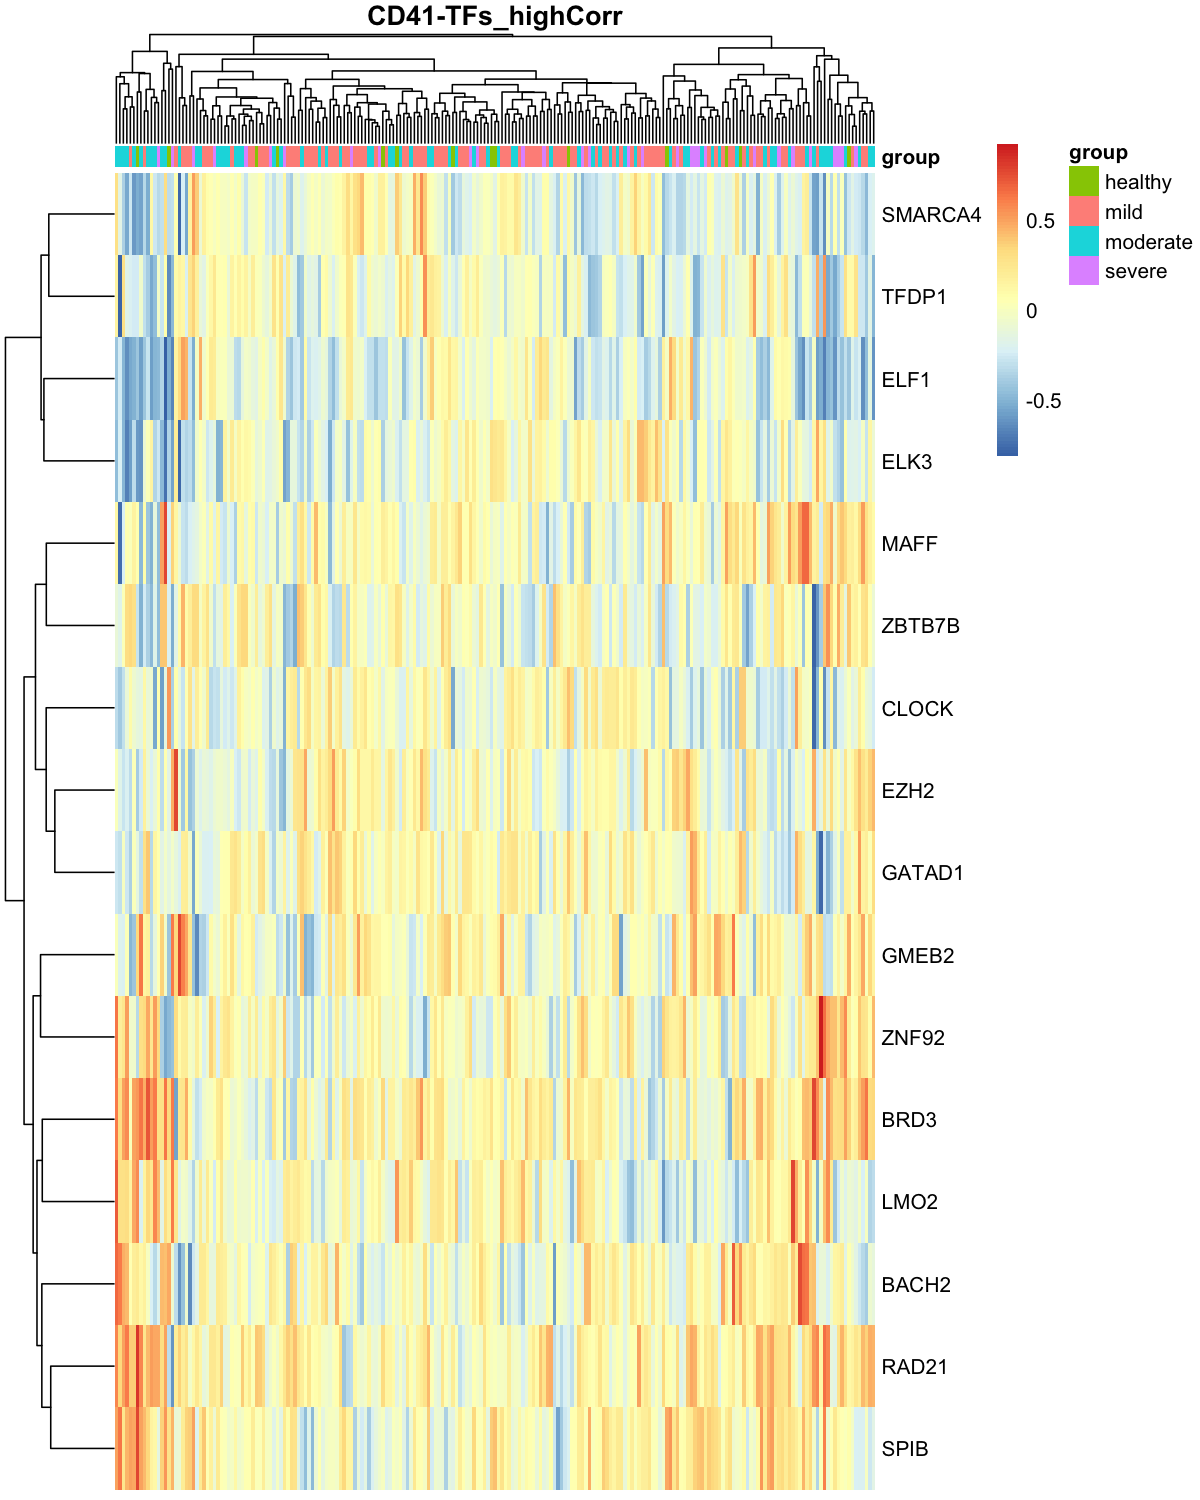 CD41-TFs_highCorr
group
SMARCA4
TFDP1
ELF1
ELK3
MAFF
ZBTB7B
CLOCK
EZH2
GATAD1
GMEB2
ZNF92
BRD3
LMO2
BACH2
RAD21
SPIB
0.5
0
-0.5
group
healthy
mild
moderate
severe